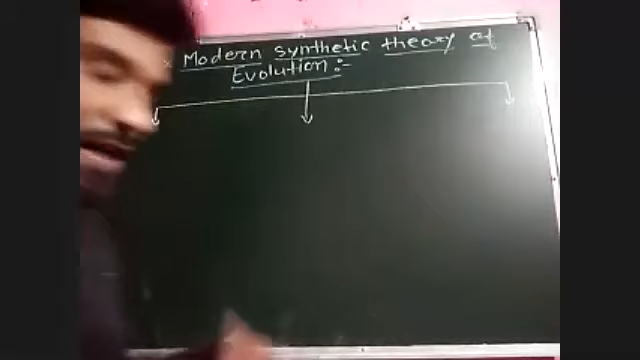 * Modern synthetic theory of
Evolution :-